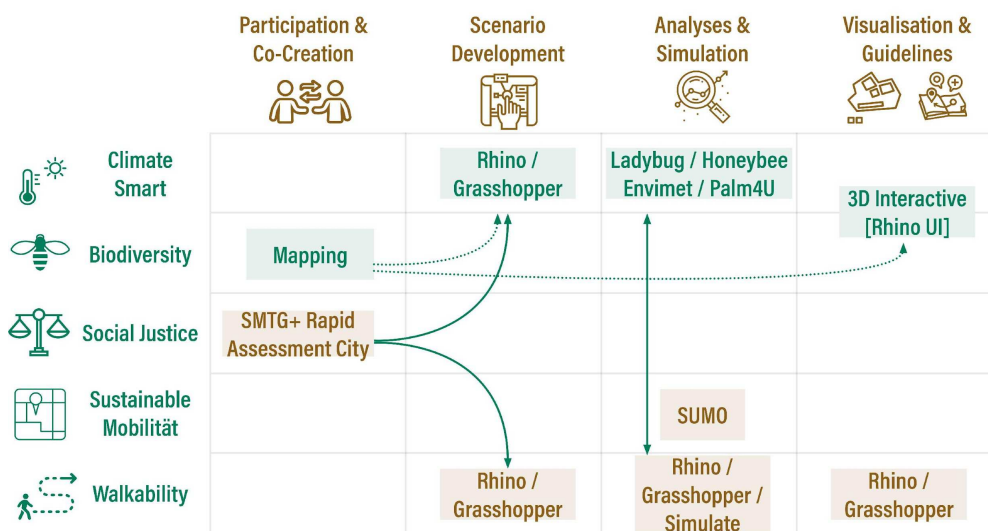 Participation &
Co-Creation
Scenario
Development
Analyses &
Simulation
Visualisation &
Guidelines
Climate
Smart
Rhino /
Grasshopper
Ladybug / Honeybee
Envimet / Palm4U
3D Interactive
[Rhino UI]
Biodiversity
Mapping
Social Justice
SMTG+ Rapid
Assessment City
Sustainable
Mobilität
SUMO
Walkability
Rhino /
Grasshopper
Rhino /
Grasshopper /
Simulate
Rhino /
Grasshopper